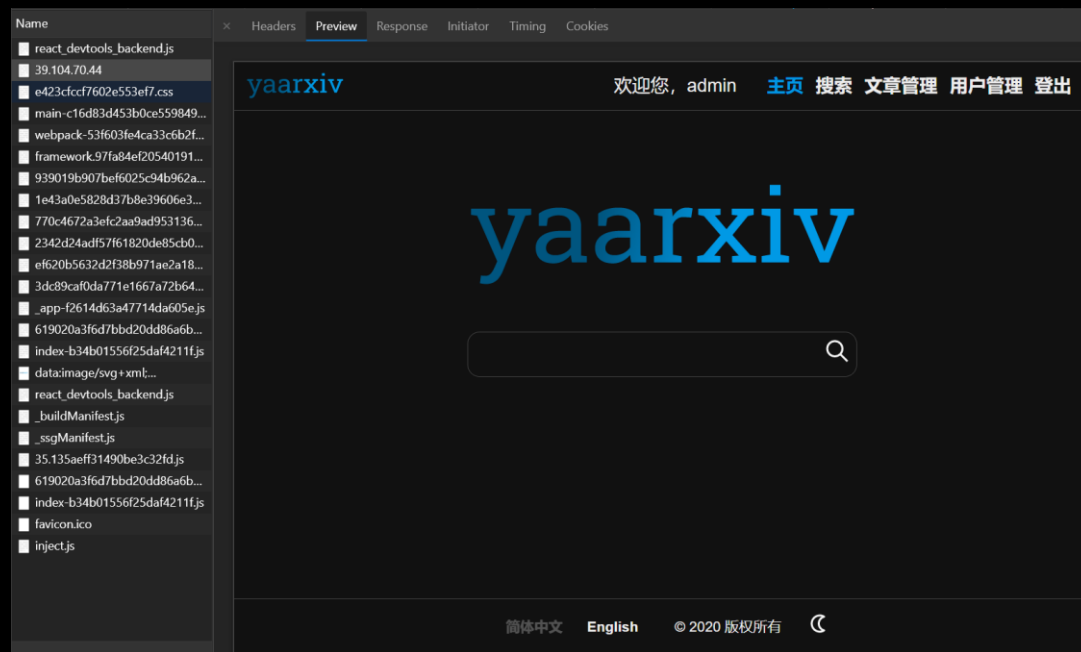 Name
× Headers Preview Response Initiator Timing Cookies
react_devtools_backend.js
39.104.70.44
e423cfccf7602e553ef7.css
main-c16d83d453b0ce559849...
webpack-53f603fe4ca33c6b2f...
framework.97fa84ef20540191...
939019b907bef6025c94b962a...
1e43a0e5828d37b8e39606e3...
770c4672a3efc2aa9ad953136...
2342d24adf57f61820de85cb0...
ef620b5632d2f38b971ae2a18...
3dc89caf0da771e1667a72b64...
_app-f2614d63a47714da605e.js
619020a3f6d7bbd20dd86a6b...
index-b34b01556f25daf4211f.js
data:image/svg+xml;...
react_devtools_backend.js
_buildManifest.js
_ssgManifest.js
35.135aeff31490be3c32fd.js
619020a3f6d7bbd20dd86a6b...
index-b34b01556f25daf4211f.js
favicon.ico
inject.js
yaarxiv 欢迎您，admin 主页 搜索 文章管理 用户管理 登出
yaarxiv
简体中文 English © 2020 版权所有